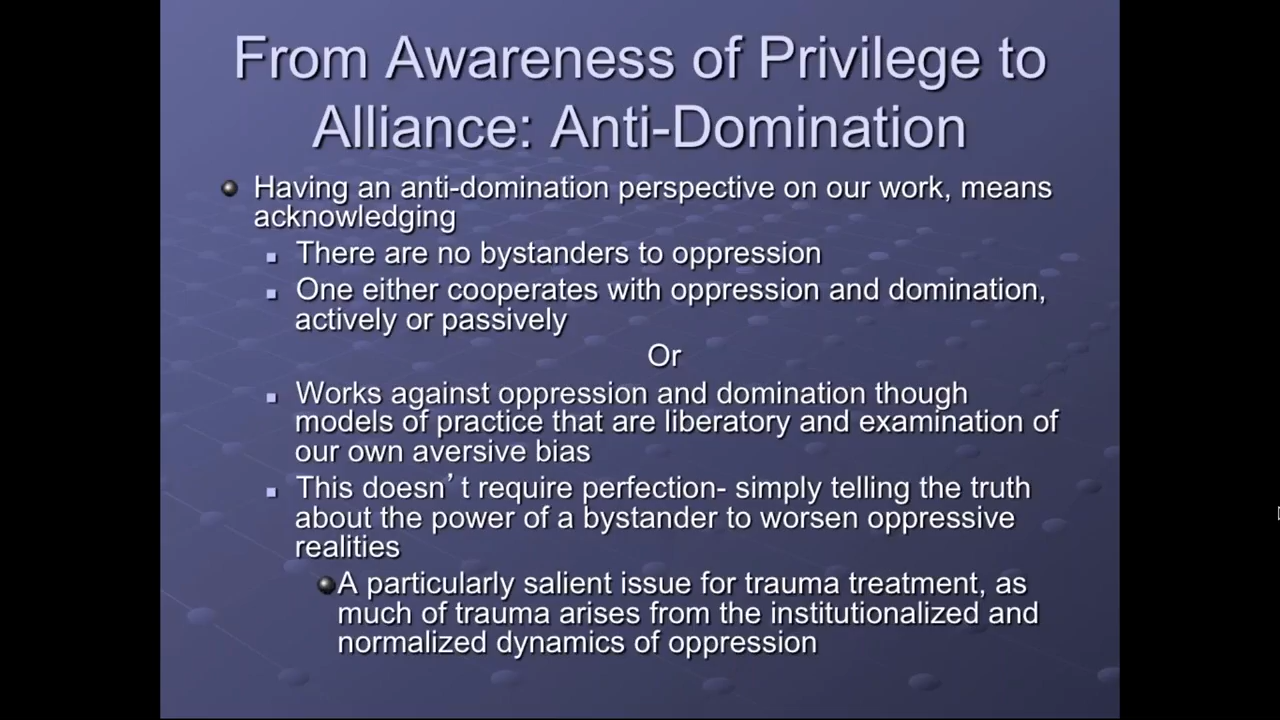 From Awareness of Privilege to
Alliance: Anti-Domination
Having an anti-domination perspective on our work, means
acknowledging
There are no bystanders to oppression
One either cooperates with oppression and domination,
actively or passively
Or
Works against oppression and domination though
models of practice that are liberatory and examination of
our own aversive bias
This doesn’t require perfection- simply telling the truth
about the power of a bystander to worsen oppressive
realities
A particularly salient issue for trauma treatment, as
much of trauma arises from the institutionalized and
normalized dynamics of oppression